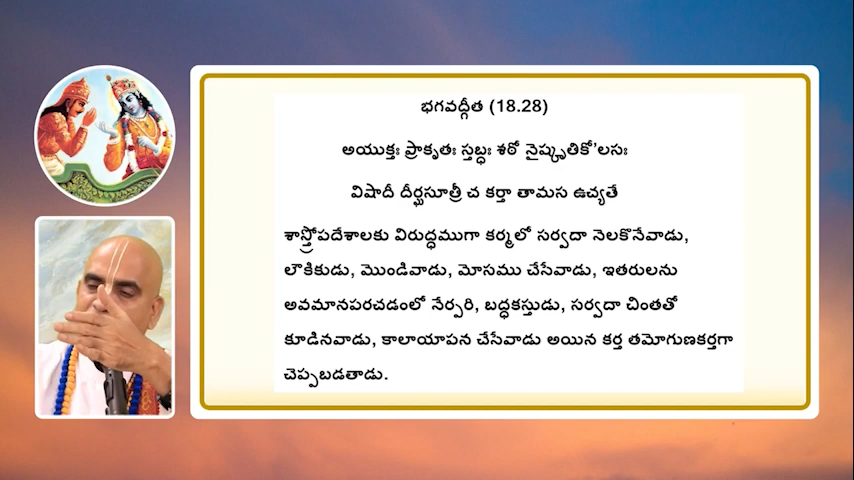 భగవద్గీత (18.28)
అయుక్తః ప్రాకృతః స్తబ్ధః శఠో నైష్కృతికో’లసః
విషాదీ దీర్ఘసూత్రీ చ కర్తా తామస ఉచ్యతే
శాస్త్రోపదేశాలకు విరుద్ధముగా కర్మలో సర్వదా నెలకొనేవాడు,
లౌకికుడు, మొండివాడు, మోసము చేసేవాడు, ఇతరులను
అవమానపరచడంలో నేర్పరి, బద్ధకస్తుడు, సర్వదా చింతతో
కూడినవాడు, కాలాయాపన చేసేవాడు అయిన కర్త తమోగుణకర్తగా
చెప్పబడతాడు.